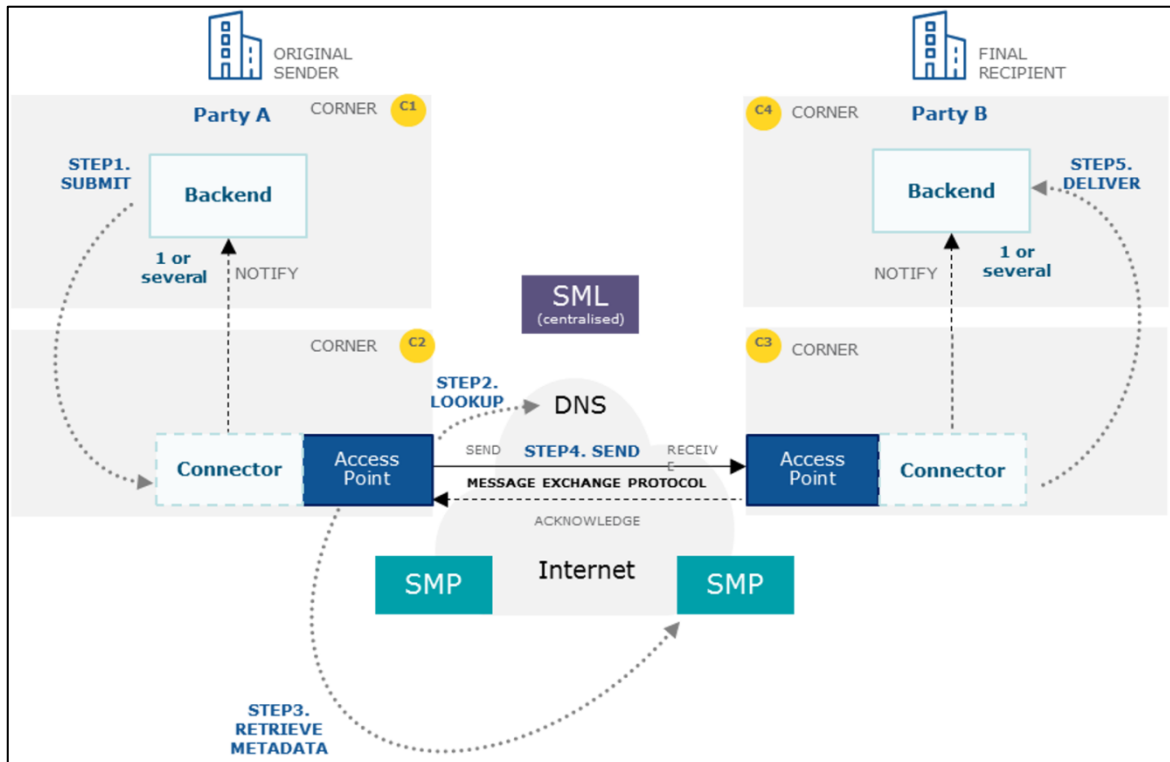 ORIGINAL
SENDER
FINAL
RECIPIENT
CORNER
C1
Party A
C4
CORNER
Party B
STEP1.
SUBMIT
Backend
1 or
several
NOTIFY
Backend
STEP5.
DELIVER
1 or
several
NOTIFY
SML
(centralised)
CORNER
C2
C3
CORNER
STEP2.
LOOKUP
DNS
Connector
Access
Point
SEND
STEP4. SEND
RECEIV
E
MESSAGE EXCHANGE PROTOCOL
ACKNOWLEDGE
Access
Point
Connector
Internet
SMP
SMP
STEP3.
RETRIEVE
METADATA